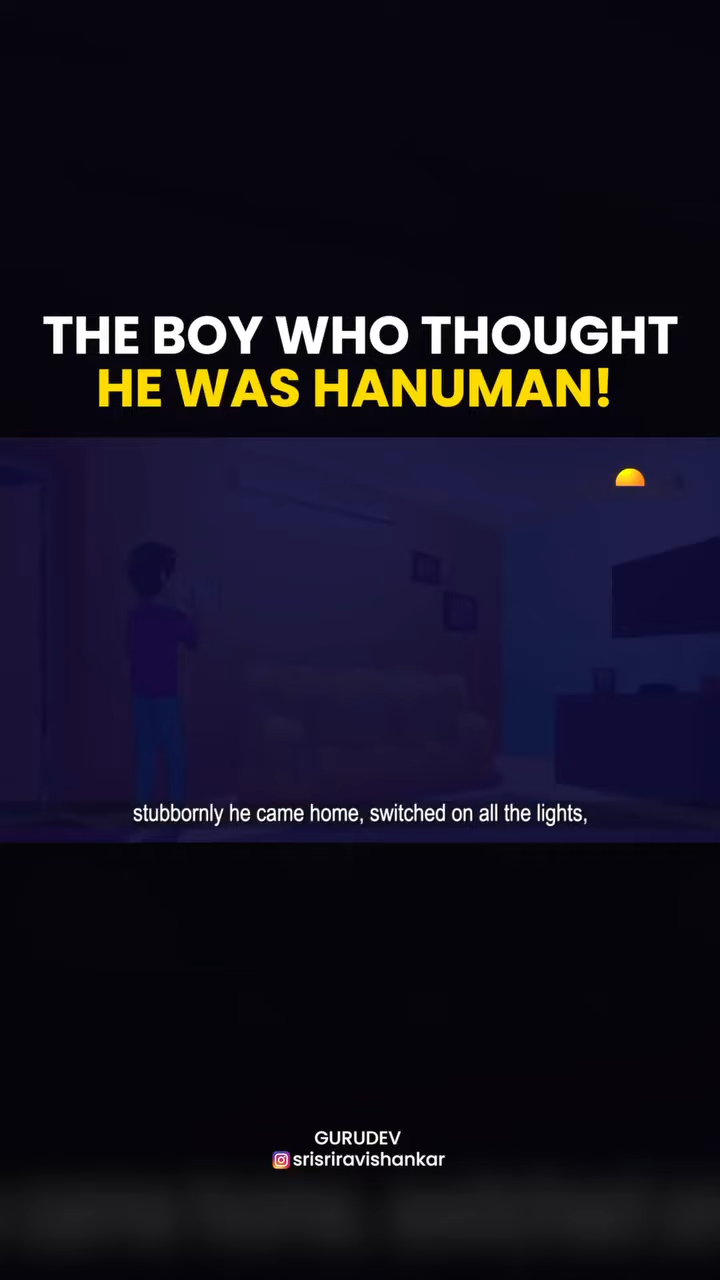 THE BOY WHO THOUGHT
HE WAS HANUMAN!
stubbornly he came home, switched on all the lights,
GURUDEV
srisriravishankar